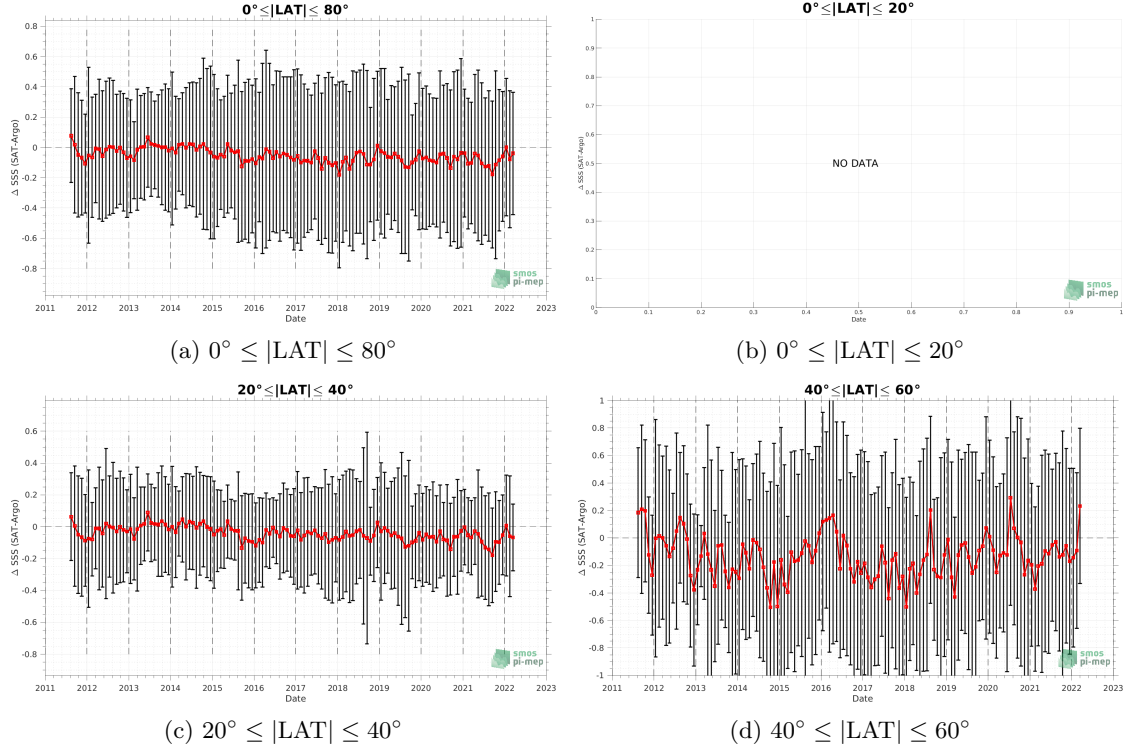 0°≤|LAT|≤ 80°
0.8
0.6
0.4
0.2
0
-0.2
-0.4
-0.6
-0.8
Δ SSS (SAT-Argo)
2011 2012 2013 2014 2015 2016 2017 2018 2019 2020 2021 2022 2023
Date
smos
pi-mep
(a) 0° ≤ |LAT| ≤ 80°
0°≤|LAT|≤ 20°
1
0.9
0.8
0.7
0.6
0.5
0.4
0.3
0.2
0.1
0
Δ SSS (SAT-Argo)
NO DATA
0 0.1 0.2 0.3 0.4 0.5 0.6 0.7 0.8 0.9 1
Date
smos
pi-mep
(b) 0° ≤ |LAT| ≤ 20°
20°≤|LAT|≤ 40°
0.6
0.4
0.2
0
-0.2
-0.4
-0.6
-0.8
Δ SSS (SAT-Argo)
2011 2012 2013 2014 2015 2016 2017 2018 2019 2020 2021 2022 2023
Date
smos
pi-mep
(c) 20° ≤ |LAT| ≤ 40°
40°≤|LAT|≤ 60°
1
0.8
0.6
0.4
0.2
0
-0.2
-0.4
-0.6
-0.8
-1
Δ SSS (SAT-Argo)
2011 2012 2013 2014 2015 2016 2017 2018 2019 2020 2021 2022 2023
Date
smos
pi-mep
(d) 40° ≤ |LAT| ≤ 60°